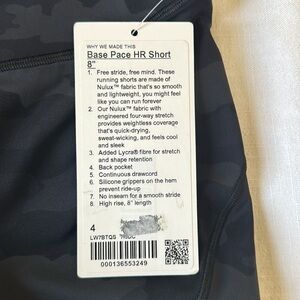 WHY WE MADE THIS
Base Pace HR Short
8"
1. Free stride, free mind. These
running shorts are made of
Nulux™ fabric that's so smooth
and lightweight, you might feel
like you can run forever
2. Our Nulux™ fabric with
engineered four-way stretch
provides weightless coverage
that's quick-drying,
sweat-wicking, and feels cool
and sleek
3. Added Lycra® fibre for stretch
and shape retention
4. Back pocket
5. Continuous drawcord
6. Silicone grippers on the hem
prevent ride-up
7. No inseam for a smooth stride
8. High rise, 8" length
4
LW7BTQS
000136553249